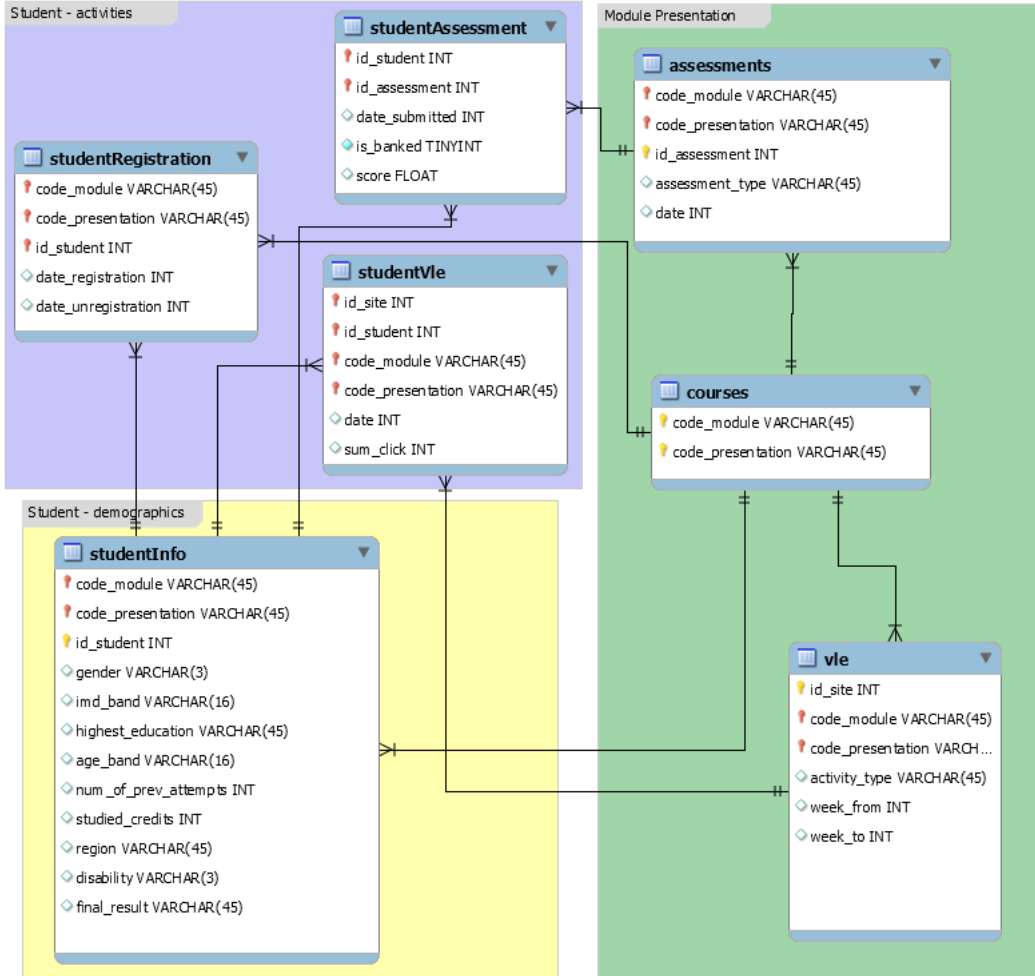 Student - activities
studentAssessment
id_student INT
id_assessment INT
date_submitted INT
is_banked TINYINT
score FLOAT
studentRegistration
code_module VARCHAR(45)
code_presentation VARCHAR(45)
id_student INT
date_registration INT
date_unregistration INT
studentVle
id_site INT
id_student INT
code_module VARCHAR(45)
code_presentation VARCHAR(45)
date INT
sum_click INT
Student - demographics
studentInfo
code_module VARCHAR(45)
code_presentation VARCHAR(45)
id_student INT
gender VARCHAR(3)
imd_band VARCHAR(16)
highest_education VARCHAR(45)
age_band VARCHAR(16)
num_of_prev_attempts INT
studied_credits INT
region VARCHAR(45)
disability VARCHAR(3)
final_result VARCHAR(45)
Module Presentation
assessments
code_module VARCHAR(45)
code_presentation VARCHAR(45)
id_assessment INT
assessment_type VARCHAR(45)
date INT
courses
code_module VARCHAR(45)
code_presentation VARCHAR(45)
vle
id_site INT
code_module VARCHAR(45)
code_presentation VARCH...
activity_type VARCHAR(45)
week_from INT
week_to INT